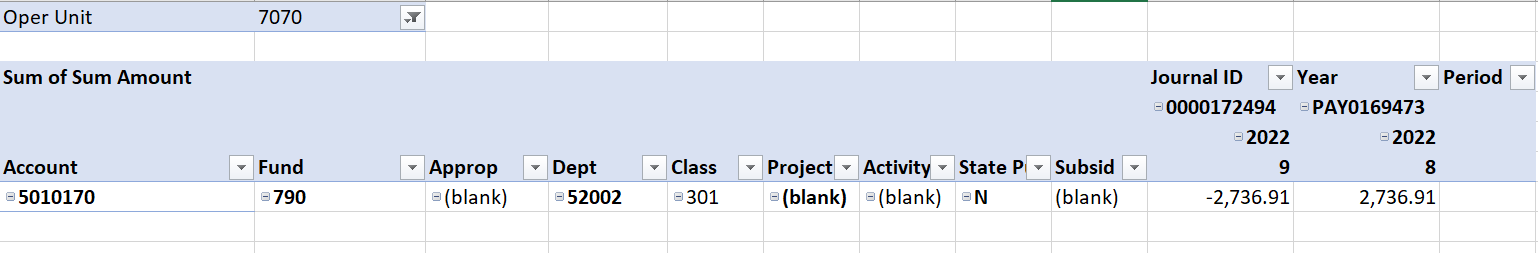 Oper Unit 7070
Sum of Sum Amount Journal ID Year Period
0000172494 PAY0169473
2022 2022
Account Fund Approp Dept Class Project Activity State P Subsid 9 8
5010170 790 (blank) 52002 301 (blank) (blank) N (blank) -2,736.91 2,736.91